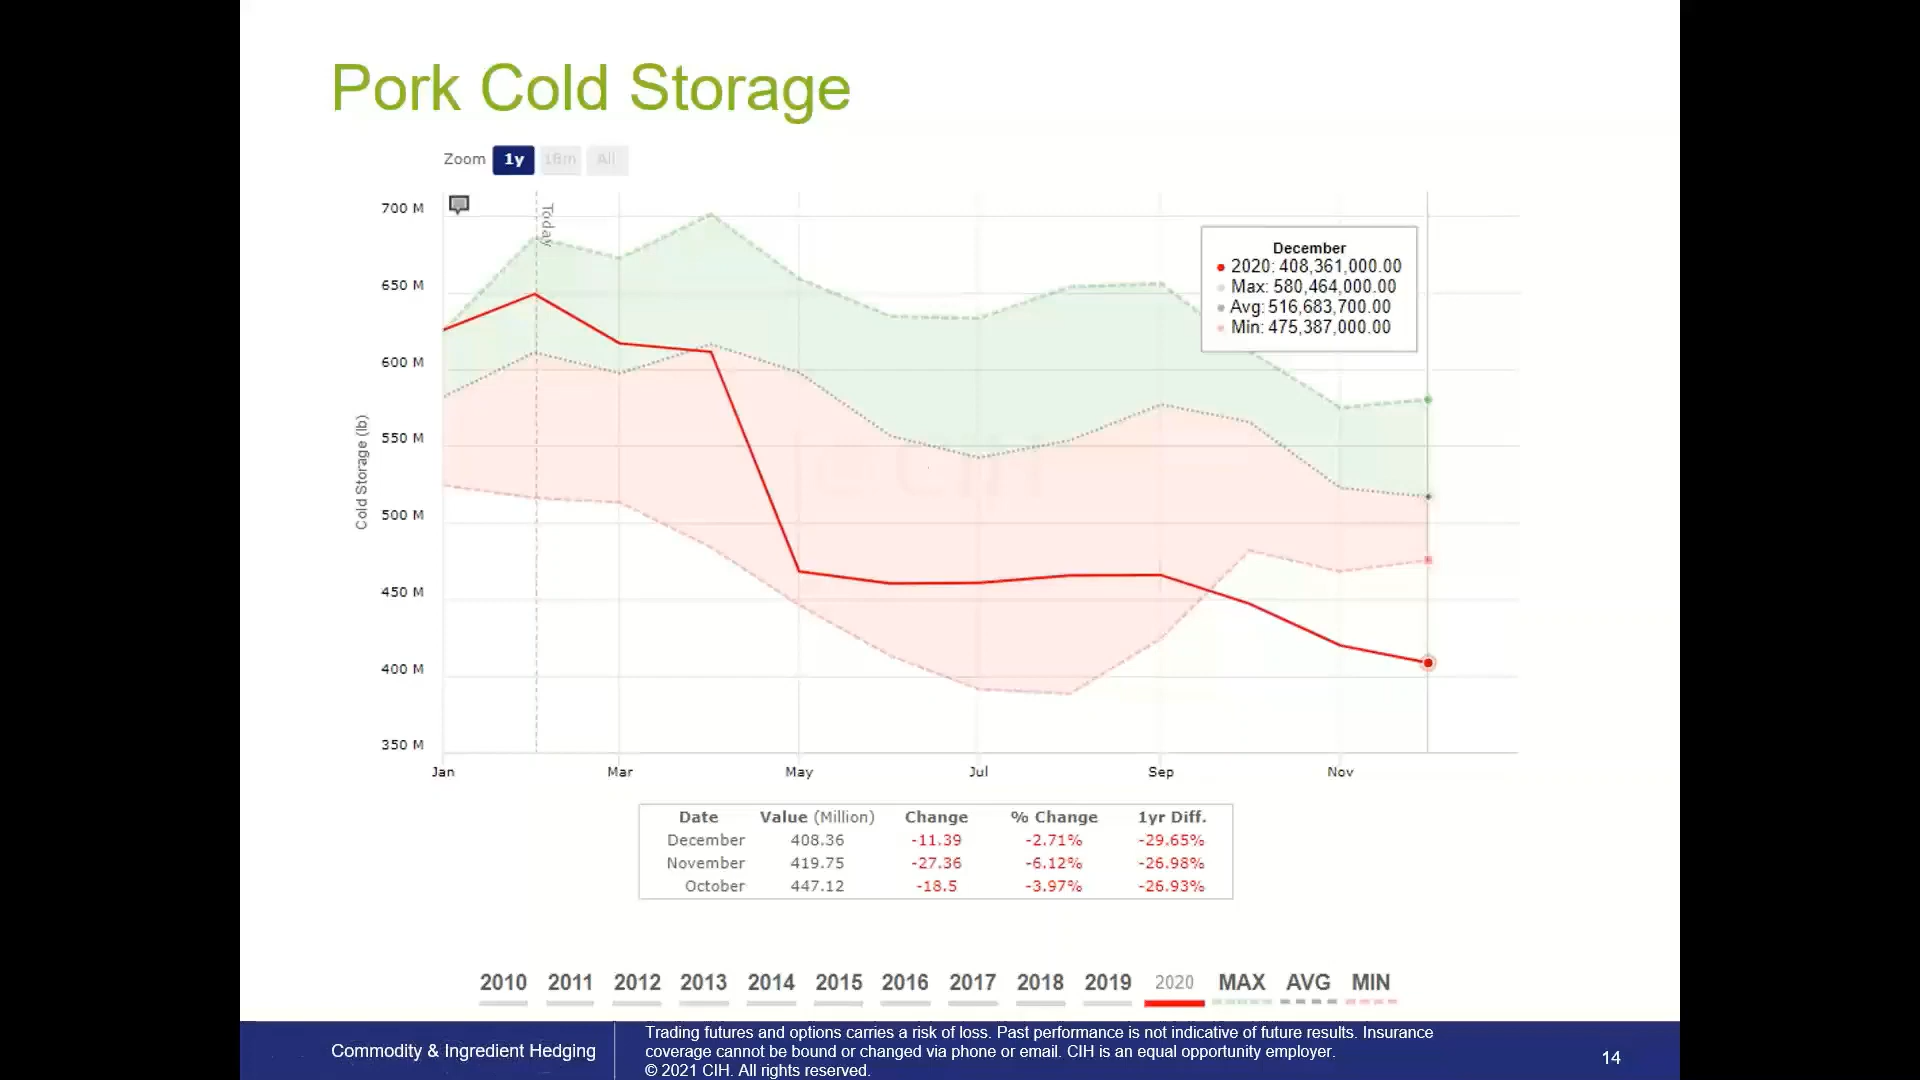 Pork Cold Storage
Zoom 1y 18m All
Today
700 M
650 M
600 M
550 M
500 M
450 M
400 M
350 M
Cold Storage (lb)
December
2020: 408,361,000.00
Max: 580,464,000.00
Avg: 516,683,700.00
Min: 475,387,000.00
CIH
Jan Mar May Jul Sep Nov
Date Value (Million) Change % Change 1yr Diff.
December 408.36 -11.39 -2.71% -29.65%
November 419.75 -27.36 -6.12% -26.98%
October 447.12 -18.5 -3.97% -26.93%
2010 2011 2012 2013 2014 2015 2016 2017 2018 2019 2020 MAX AVG MIN
Commodity & Ingredient Hedging
Trading futures and options carries a risk of loss. Past performance is not indicative of future results. Insurance
coverage cannot be bound or changed via phone or email. CIH is an equal opportunity employer.
© 2021 CIH. All rights reserved.
14